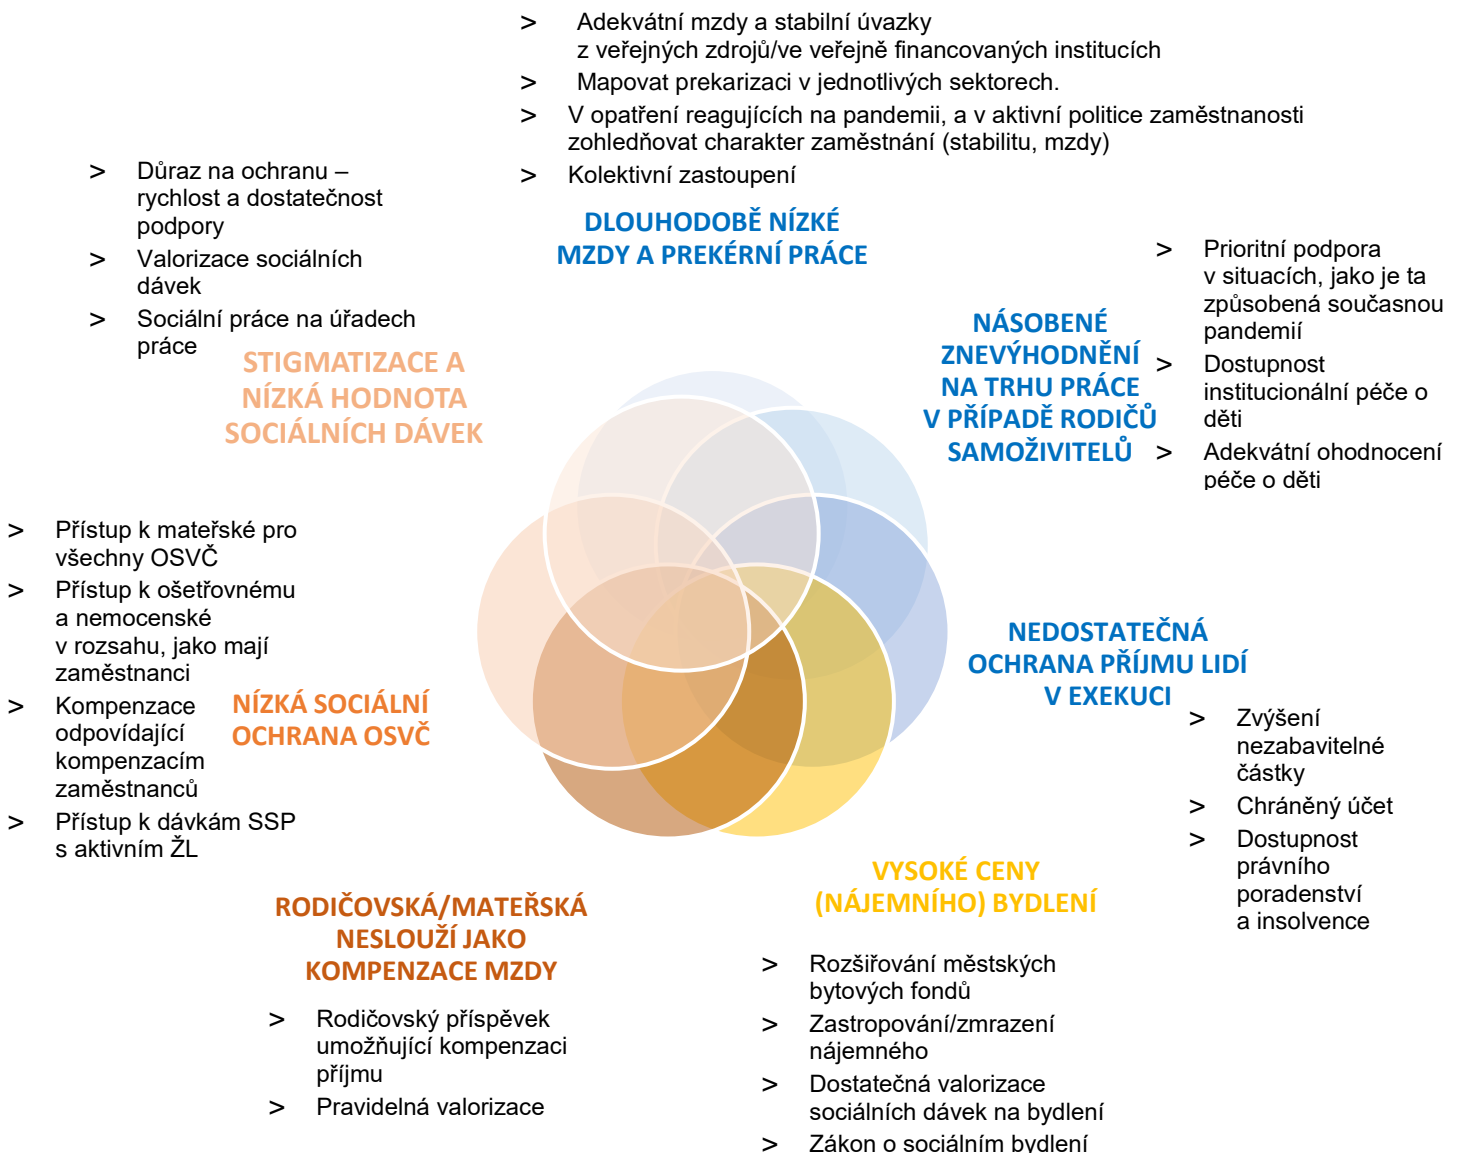 > Adekvátní mzdy a stabilní úvazky
z veřejných zdrojů/ve veřejně financovaných institucích
> Mapovat prekarizaci v jednotlivých sektorech.
> V opatření reagujících na pandemii, a v aktivní politice zaměstnanosti
zohledňovat charakter zaměstnání (stabilitu, mzdy)
> Kolektivní zastoupení
DLOUHODOBĚ NÍZKÉ
MZDY A PREKÉRNÍ PRÁCE
> Důraz na ochranu –
rychlost a dostatečnost
podpory
> Valorizace sociálních
dávek
> Sociální práce na úřadech
práce
STIGMATIZACE A
NÍZKÁ HODNOTA
SOCIÁLNÍCH DÁVEK
NÁSOBENÉ
ZNEVÝHODNĚNÍ
NA TRHU PRÁCE
V PŘÍPADĚ RODIČŮ
SAMOŽIVITELŮ
> Prioritní podpora
v situacích, jako je ta
způsobená současnou
pandemií
> Dostupnost
institucionální péče o
děti
> Adekvátní ohodnocení
péče o děti
> Přístup k mateřské pro
všechny OSVČ
> Přístup k ošetřovnému
a nemocenské
v rozsahu, jako mají
zaměstnanci
> Kompenzace
odpovídající
kompenzacím
zaměstnanců
> Přístup k dávkám SSP
s aktivním ŽL
NÍZKÁ SOCIÁLNÍ
OCHRANA OSVČ
NEDOSTATEČNÁ
OCHRANA PŘÍJMU LIDÍ
V EXEKUCI
> Zvýšení
nezabavitelné
částky
> Chráněný účet
> Dostupnost
právního
poradenství
a insolvence
RODIČOVSKÁ/MATEŘSKÁ
NESLOUŽÍ JAKO
KOMPENZACE MZDY
> Rodičovský příspěvek
umožňující kompenzaci
příjmu
> Pravidelná valorizace
VYSOKÉ CENY
(NÁJEMNÍHO) BYDLENÍ
> Rozšiřování městských
bytových fondů
> Zastropování/zmrazení
nájemného
> Dostatečná valorizace
sociálních dávek na bydlení
> Zákon o sociálním bydlení